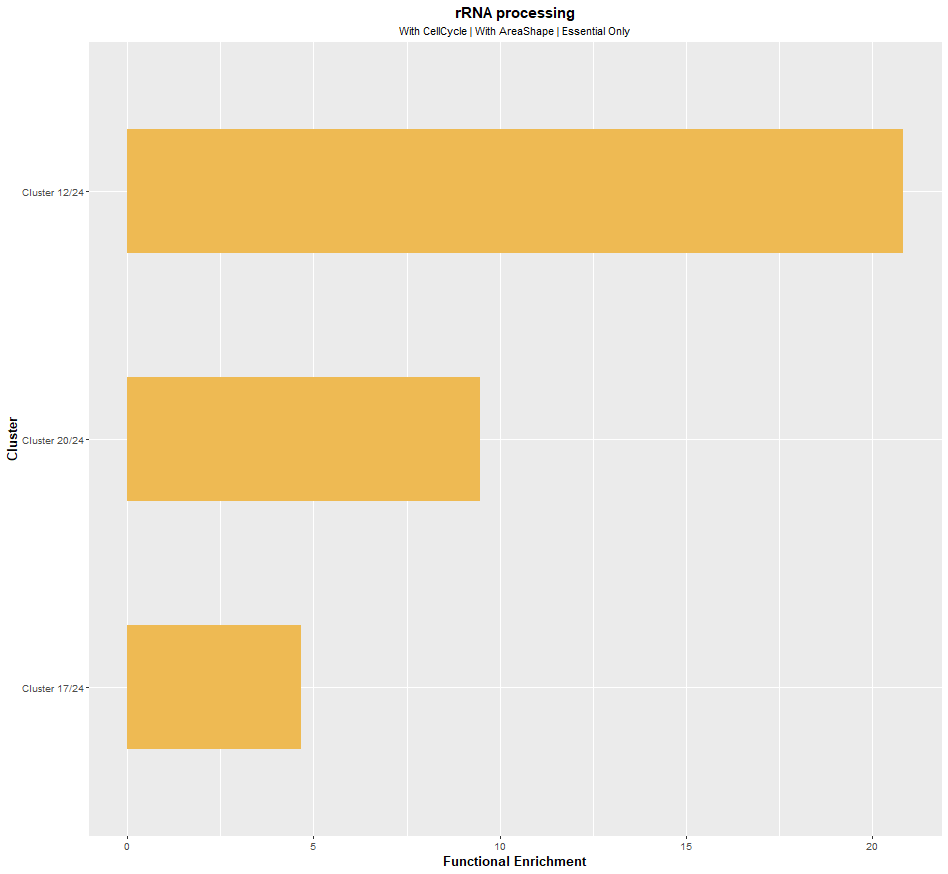 rRNA processing
With CellCycle | With AreaShape | Essential Only
Cluster
Cluster 12/24
Cluster 20/24
Cluster 17/24
0 5 10 15 20
Functional Enrichment